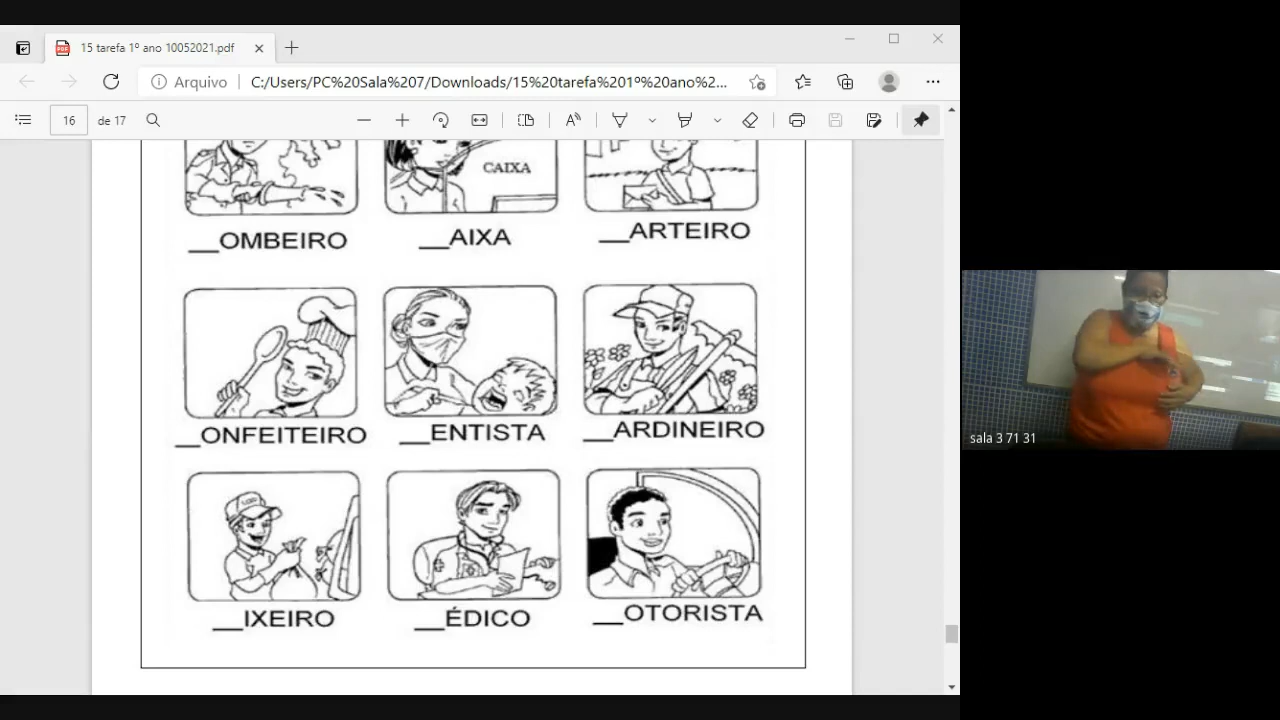 15 tarefa 1º ano 10052021.pdf
Arquivo
C:/Users/PC%20Sala%207/Downloads/15%20tarefa%201º%20ano%2...
16 de 17
CAIXA
__OMBEIRO __AIXA __ARTEIRO
__ONFEITEIRO __ENTISTA __ARDINEIRO
__IXEIRO __ÉDICO __OTORISTA
sala 3 71 31